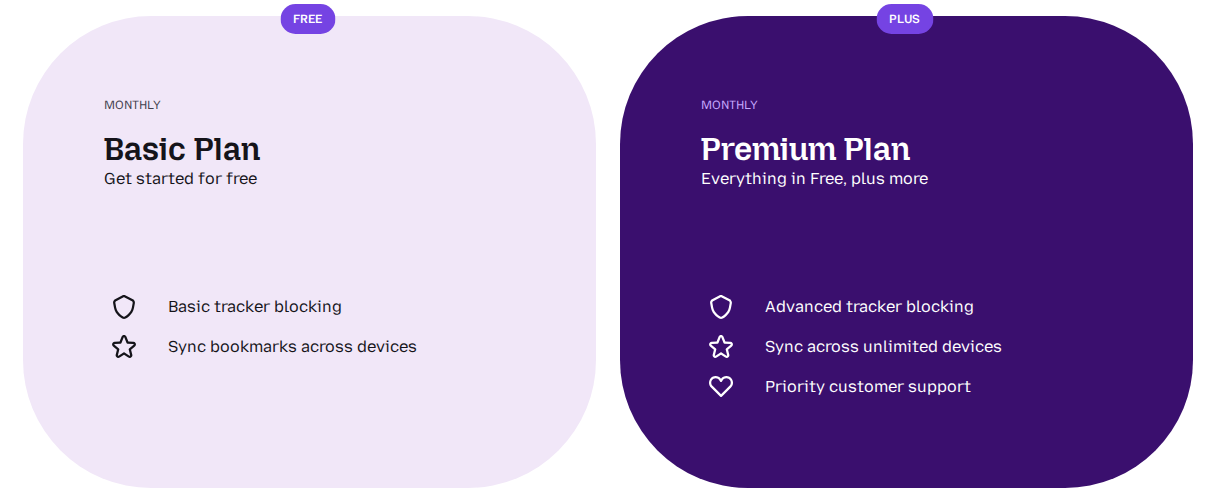 FREE
MONTHLY
Basic Plan
Get started for free
Basic tracker blocking
Sync bookmarks across devices
PLUS
MONTHLY
Premium Plan
Everything in Free, plus more
Advanced tracker blocking
Sync across unlimited devices
Priority customer support